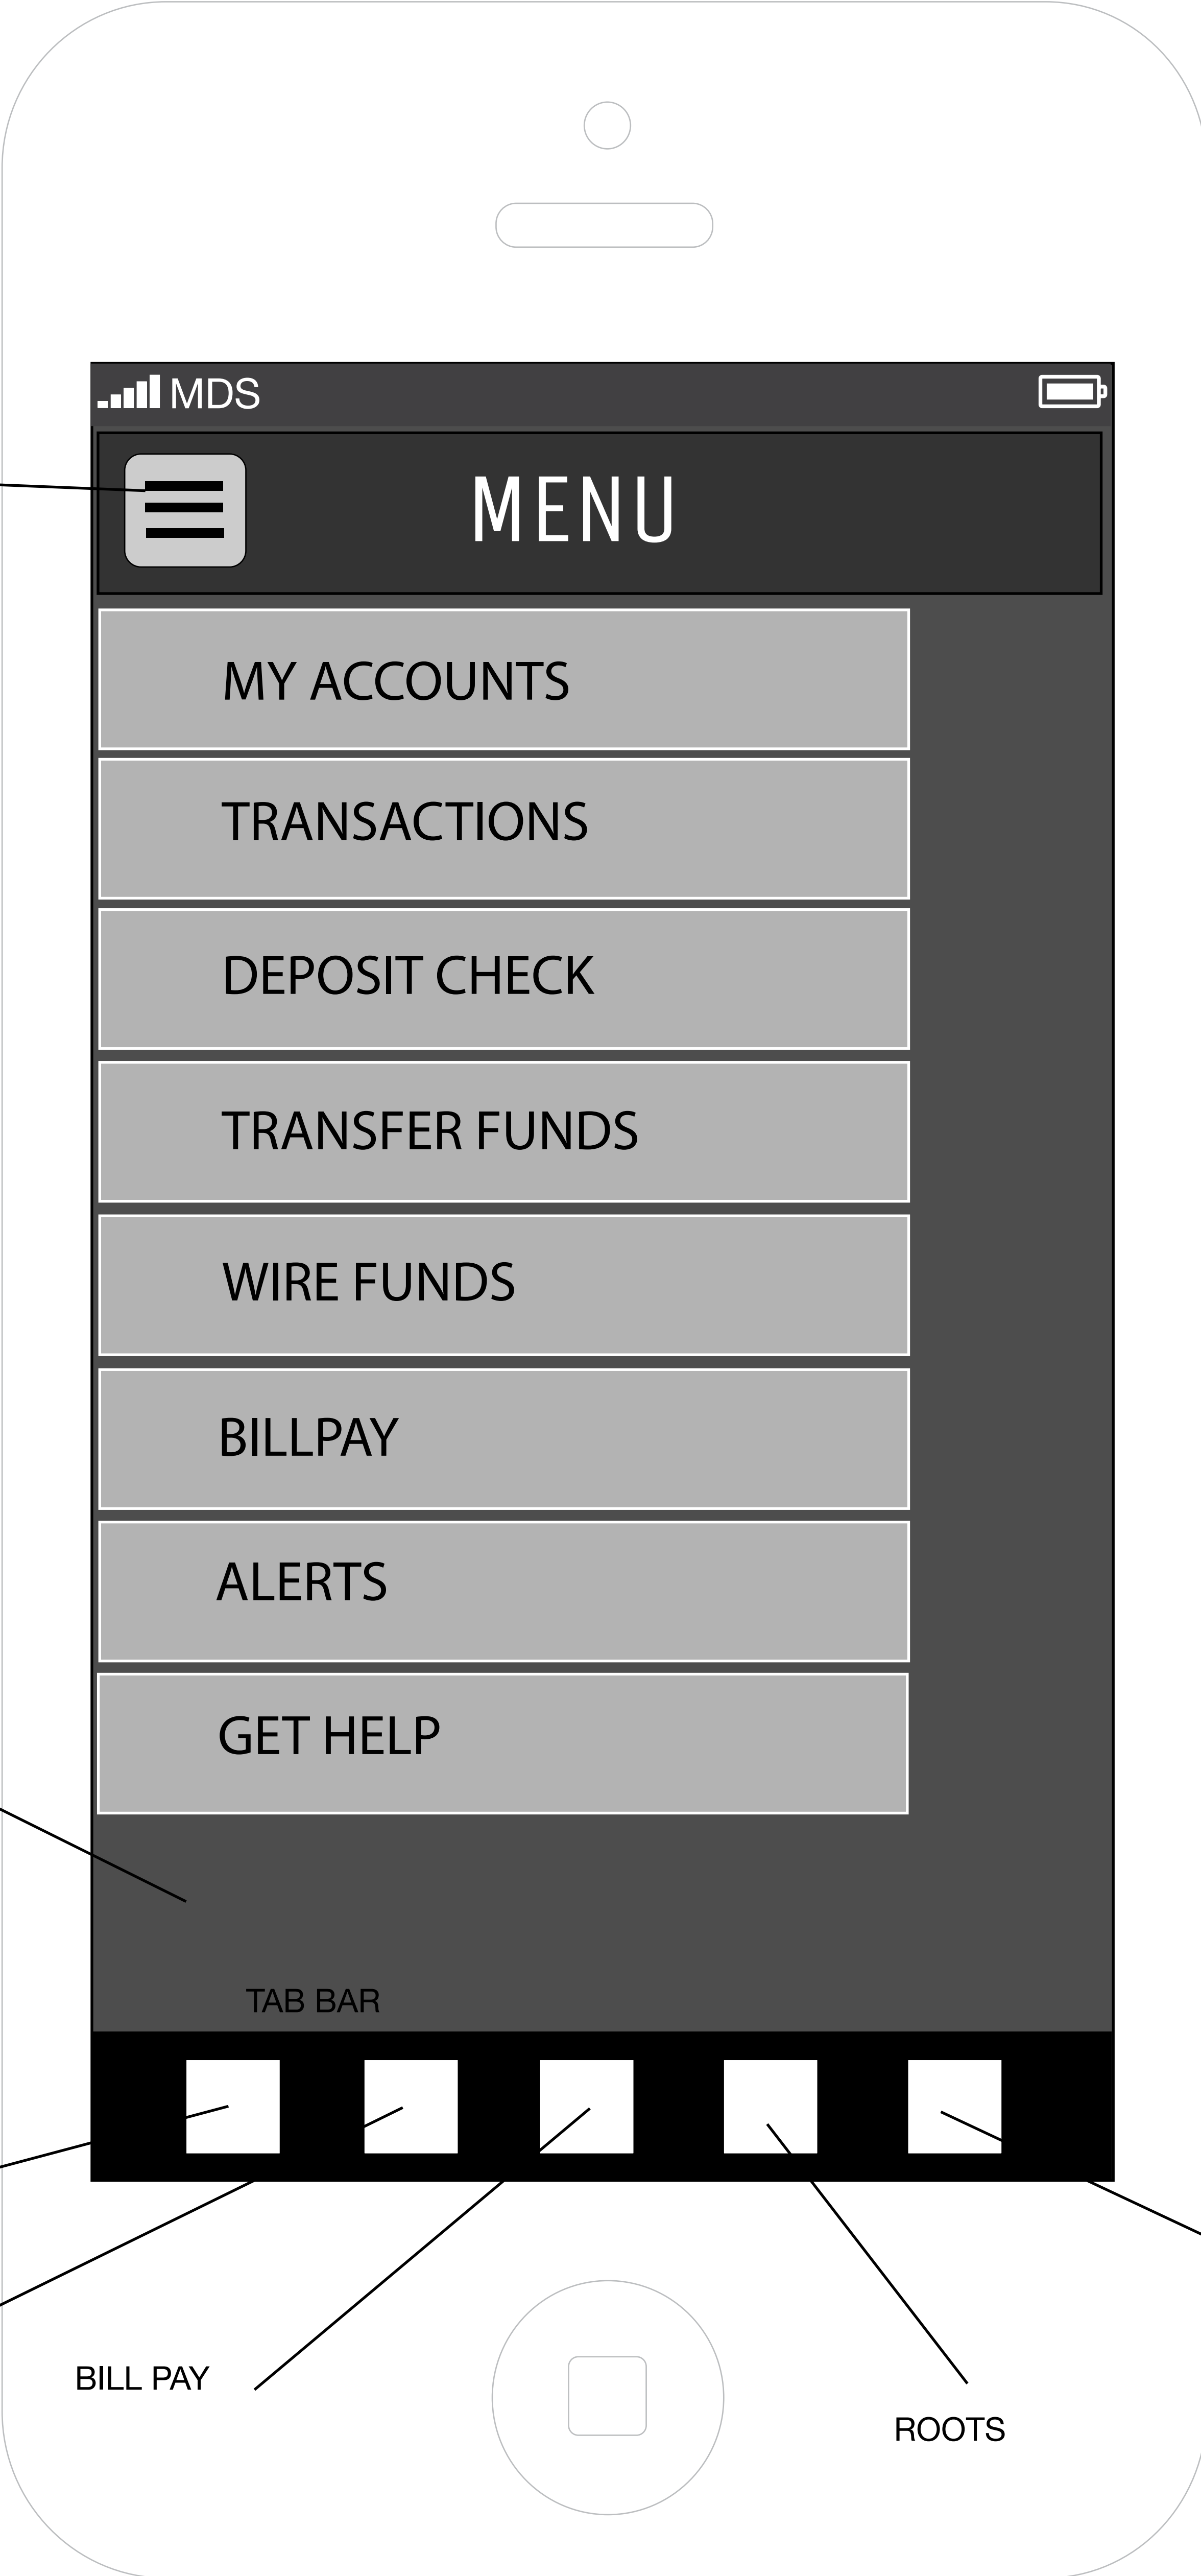 MDS
MENU
MY ACCOUNTS
TRANSACTIONS
DEPOSIT CHECK
TRANSFER FUNDS
WIRE FUNDS
BILLPAY
ALERTS
GET HELP
TAB BAR
BILL PAY
ROOTS